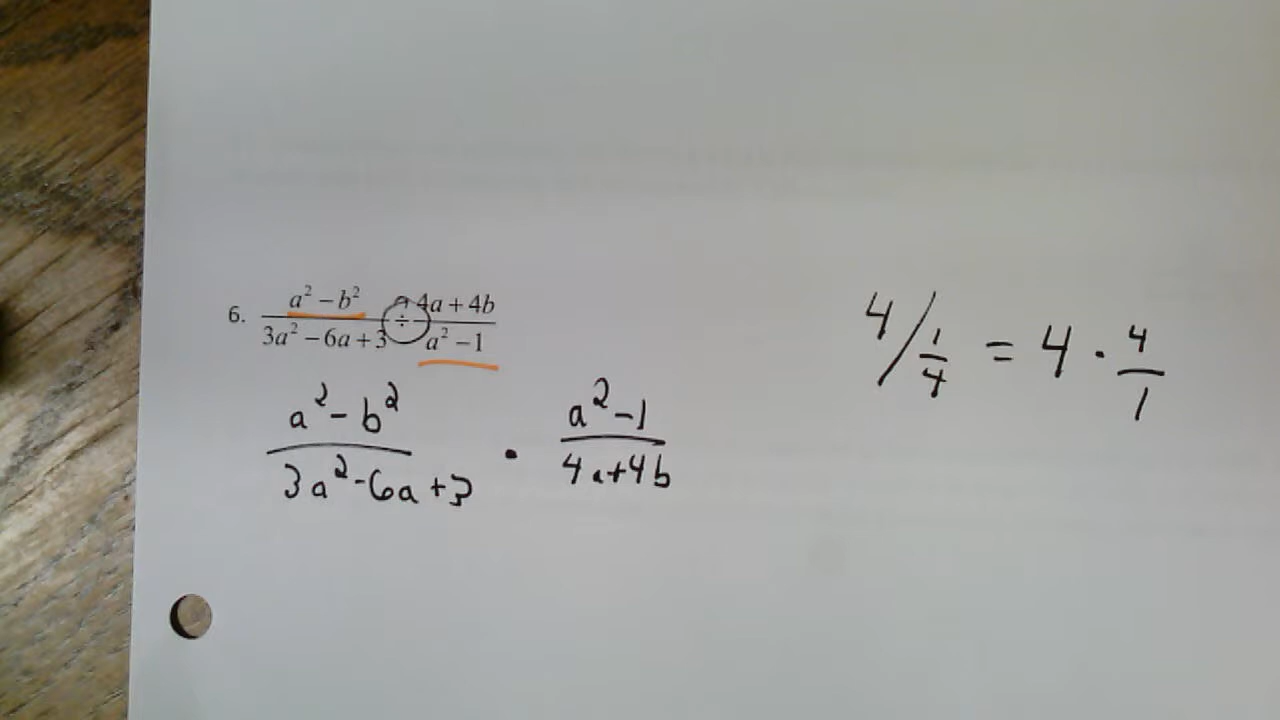 6. a² − b² / 3a² − 6a + 3 ÷ 4a + 4b / a² − 1
a² - b² / 3a² - 6a + 3 · a² - 1 / 4a + 4b
4 / 1/4 = 4 · 4/1